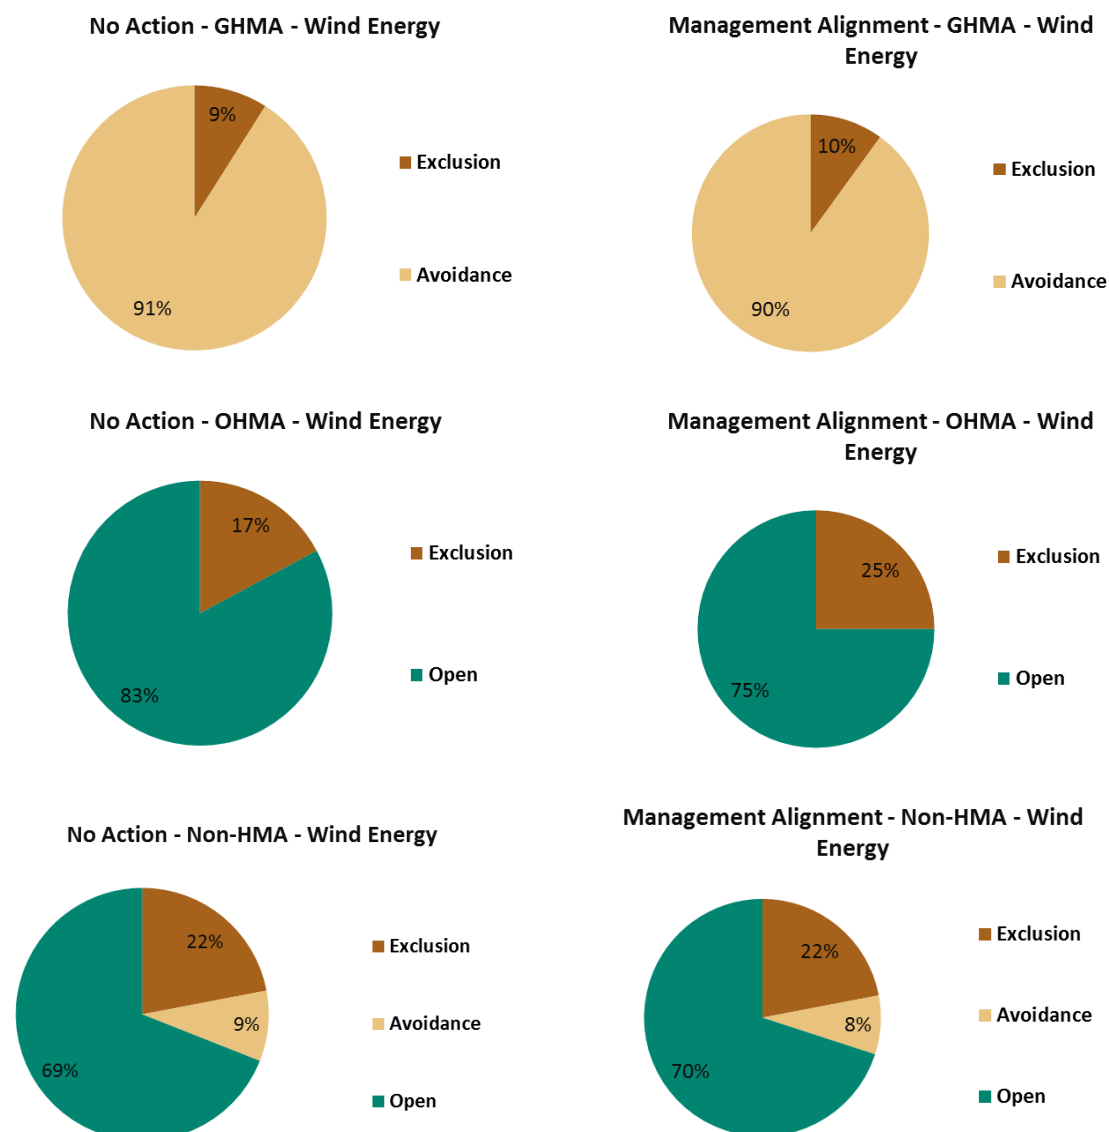 No Action - GHMA - Wind Energy
9%
91%
Exclusion
Avoidance
Management Alignment - GHMA - Wind
Energy
10%
90%
Exclusion
Avoidance
No Action - OHMA - Wind Energy
17%
83%
Exclusion
Open
Management Alignment - OHMA - Wind
Energy
25%
75%
Exclusion
Open
No Action - Non-HMA - Wind Energy
22%
9%
69%
Exclusion
Avoidance
Open
Management Alignment - Non-HMA - Wind
Energy
22%
8%
70%
Exclusion
Avoidance
Open